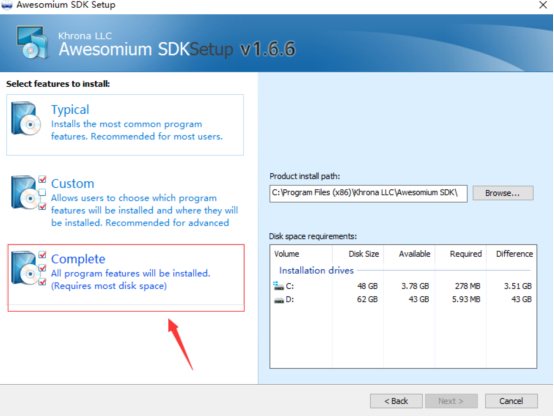 Awesomium SDK Setup
Khrona LLC
Awesomium SDKSetup v1.6.6
Select features to install:
Typical
Installs the most common program
features. Recommended for most users.
Custom
Allows users to choose which program
features will be installed and where they will
be installed. Recommended for advanced
Complete
All program features will be installed.
(Requires most disk space)
Product install path:
C:\Program Files (x86)\Khrona LLC\Awesomium SDK\ Browse...
Disk space requirements:
Volume Disk Size Available Required Difference
Installation drives
C: 48 GB 3.78 GB 278 MB 3.51 GB
D: 62 GB 43 GB 5.93 MB 43 GB
< Back Next > Cancel